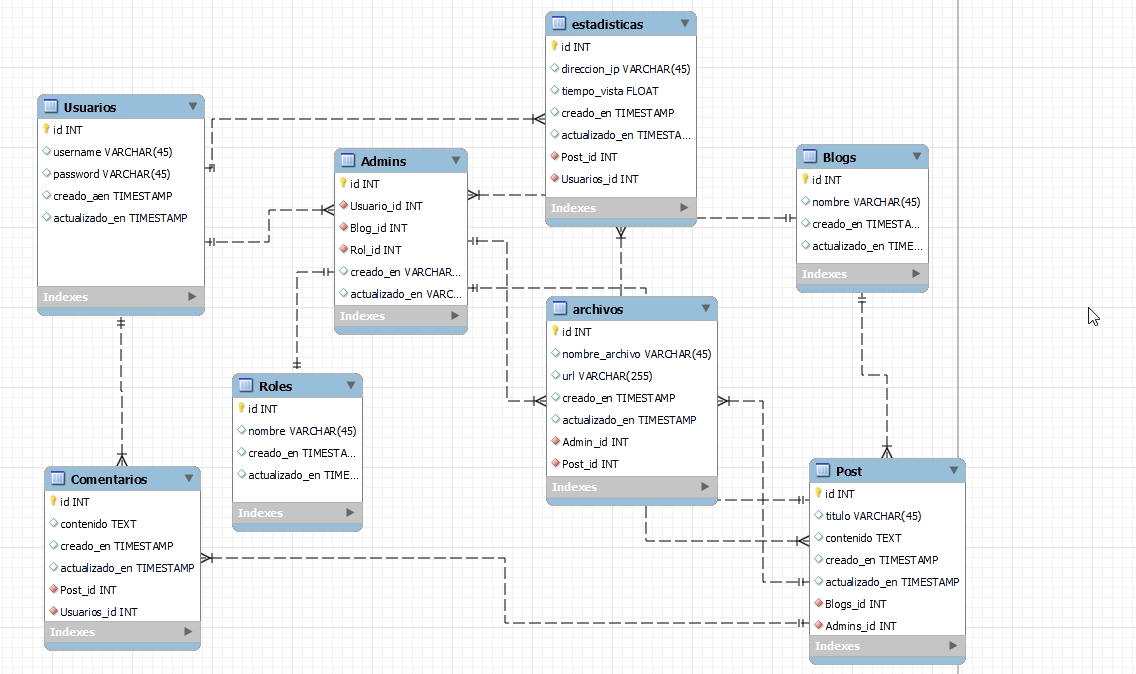 estadisticas
id INT
direccion_ip VARCHAR(45)
tiempo_vista FLOAT
creado_en TIMESTAMP
actualizado_en TIMESTA...
Post_id INT
Usuarios_id INT
Indexes
Usuarios
id INT
username VARCHAR(45)
password VARCHAR(45)
creado_aen TIMESTAMP
actualizado_en TIMESTAMP
Indexes
Admins
id INT
Usuario_id INT
Blog_id INT
Rol_id INT
creado_en VARCHAR...
actualizado_en VARC...
Indexes
Blogs
id INT
nombre VARCHAR(45)
creado_en TIMESTA...
actualizado_en TIME...
Indexes
archivos
id INT
nombre_archivo VARCHAR(45)
url VARCHAR(255)
creado_en TIMESTAMP
actualizado_en TIMESTAMP
Admin_id INT
Post_id INT
Indexes
Roles
id INT
nombre VARCHAR(45)
creado_en TIMESTA...
actualizado_en TIME...
Indexes
Comentarios
id INT
contenido TEXT
creado_en TIMESTAMP
actualizado_en TIMESTAMP
Post_id INT
Usuarios_id INT
Indexes
Post
id INT
titulo VARCHAR(45)
contenido TEXT
creado_en TIMESTAMP
actualizado_en TIMESTAMP
Blogs_id INT
Admins_id INT
Indexes